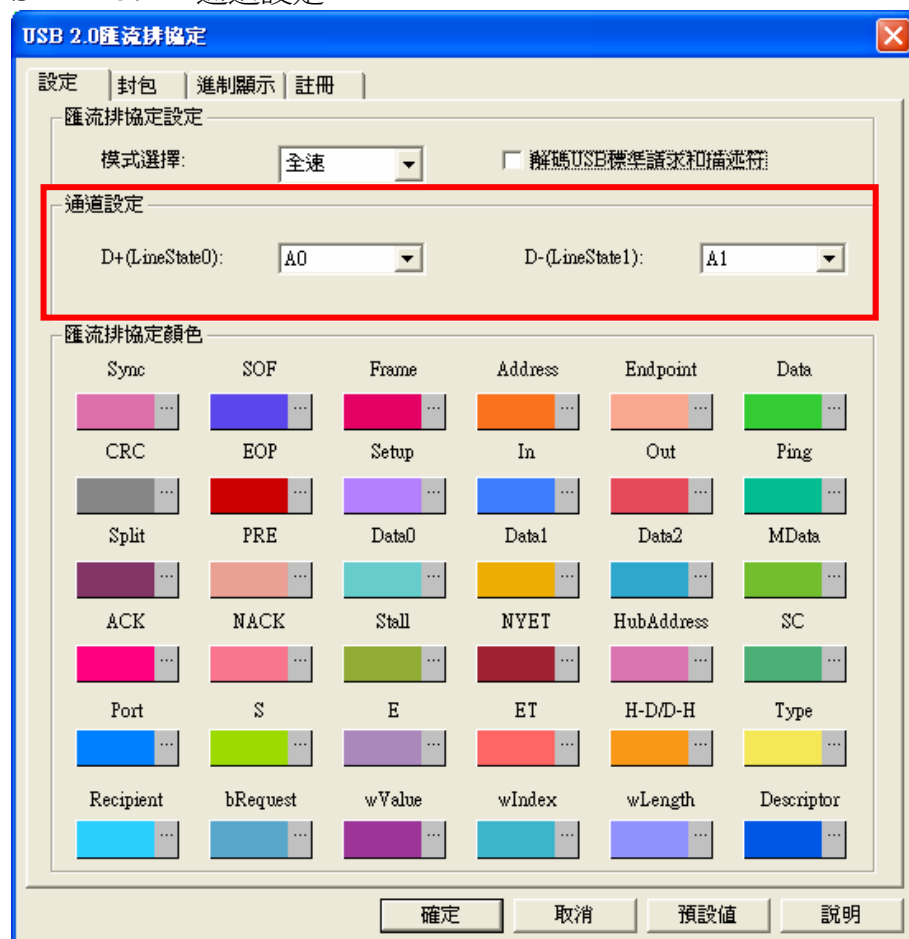 通道設定
USB 2.0匯流排協定
設定 封包 進制顯示 註冊
匯流排協定設定
模式選擇: 全速 解碼USB標準請求和描述符
通道設定
D+(LineState0): A0 D-(LineState1): A1
匯流排協定顏色
Sync SOF Frame Address Endpoint Data
CRC EOP Setup In Out Ping
Split PRE Data0 Data1 Data2 MData
ACK NACK Stall NYET HubAddress SC
Port S E ET H-D/D-H Type
Recipient bRequest wValue wIndex wLength Descriptor
確定 取消 預設值 說明